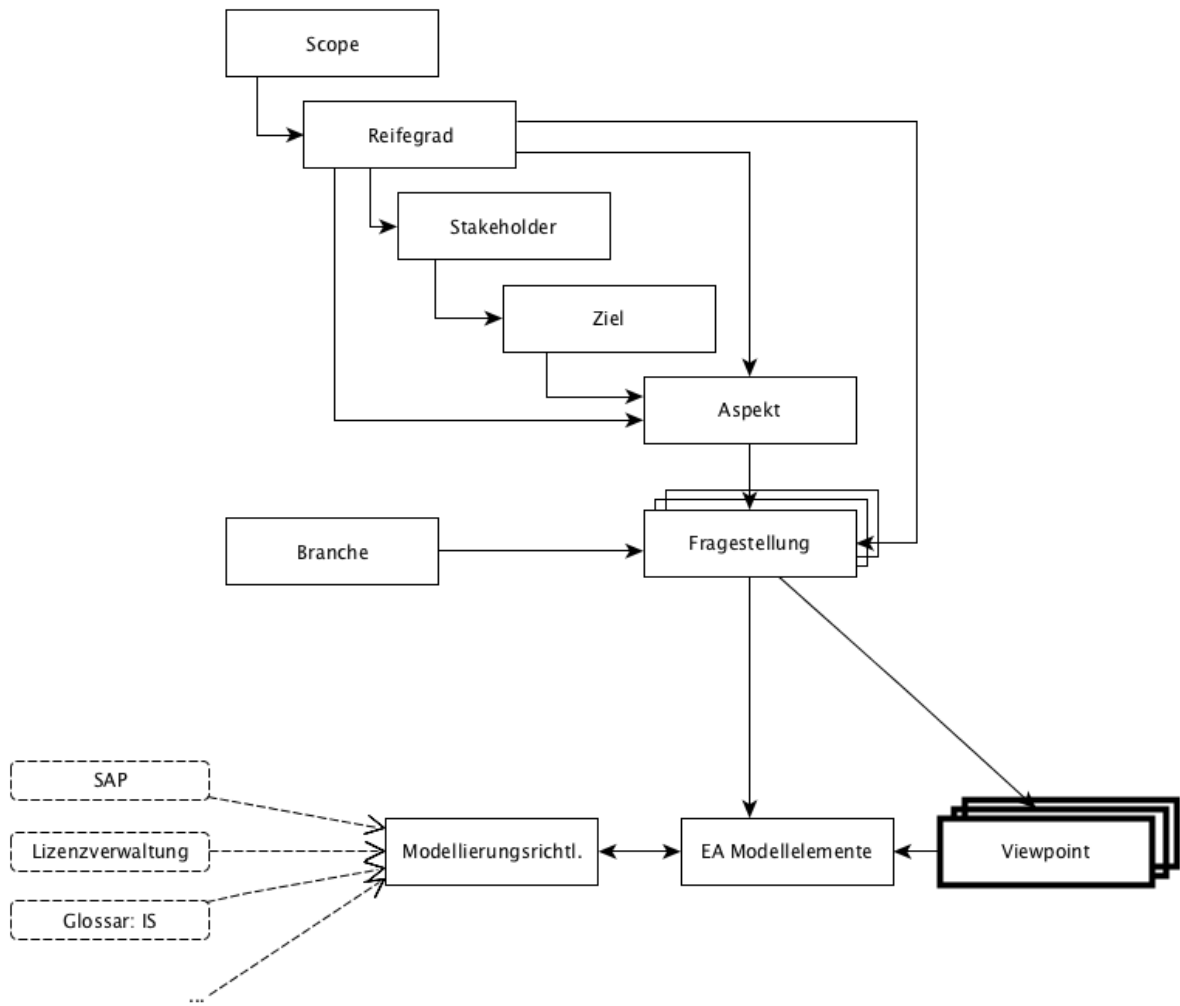 Scope
Reifegrad
Stakeholder
Ziel
Aspekt
Branche
Fragestellung
SAP
Lizenzverwaltung
Modellierungsrichtl.
EA Modellelemente
Viewpoint
Glossar: IS
...